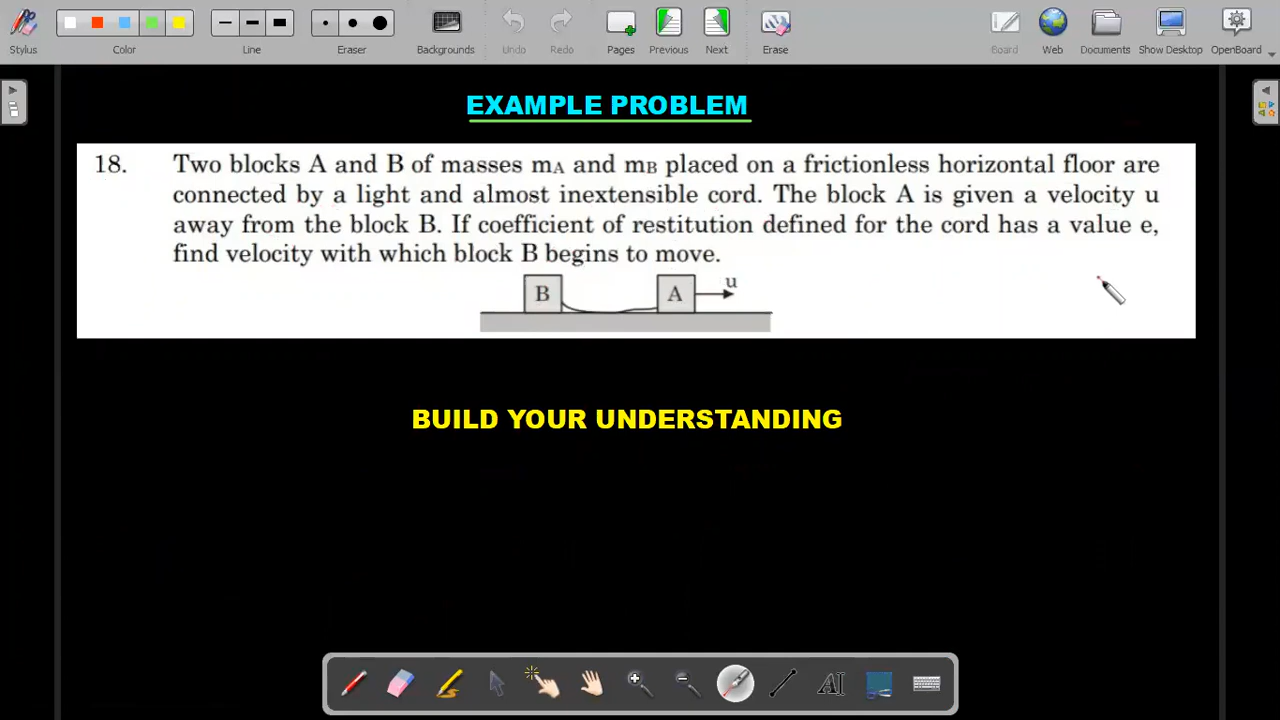 Stylus Color Line Eraser Backgrounds Undo Redo Pages Previous Next Erase Board Web Documents Show Desktop OpenBoard
EXAMPLE PROBLEM
18. Two blocks A and B of masses mA and mB placed on a frictionless horizontal floor are
connected by a light and almost inextensible cord. The block A is given a velocity u
away from the block B. If coefficient of restitution defined for the cord has a value e,
find velocity with which block B begins to move.
B A u
BUILD YOUR UNDERSTANDING
AI